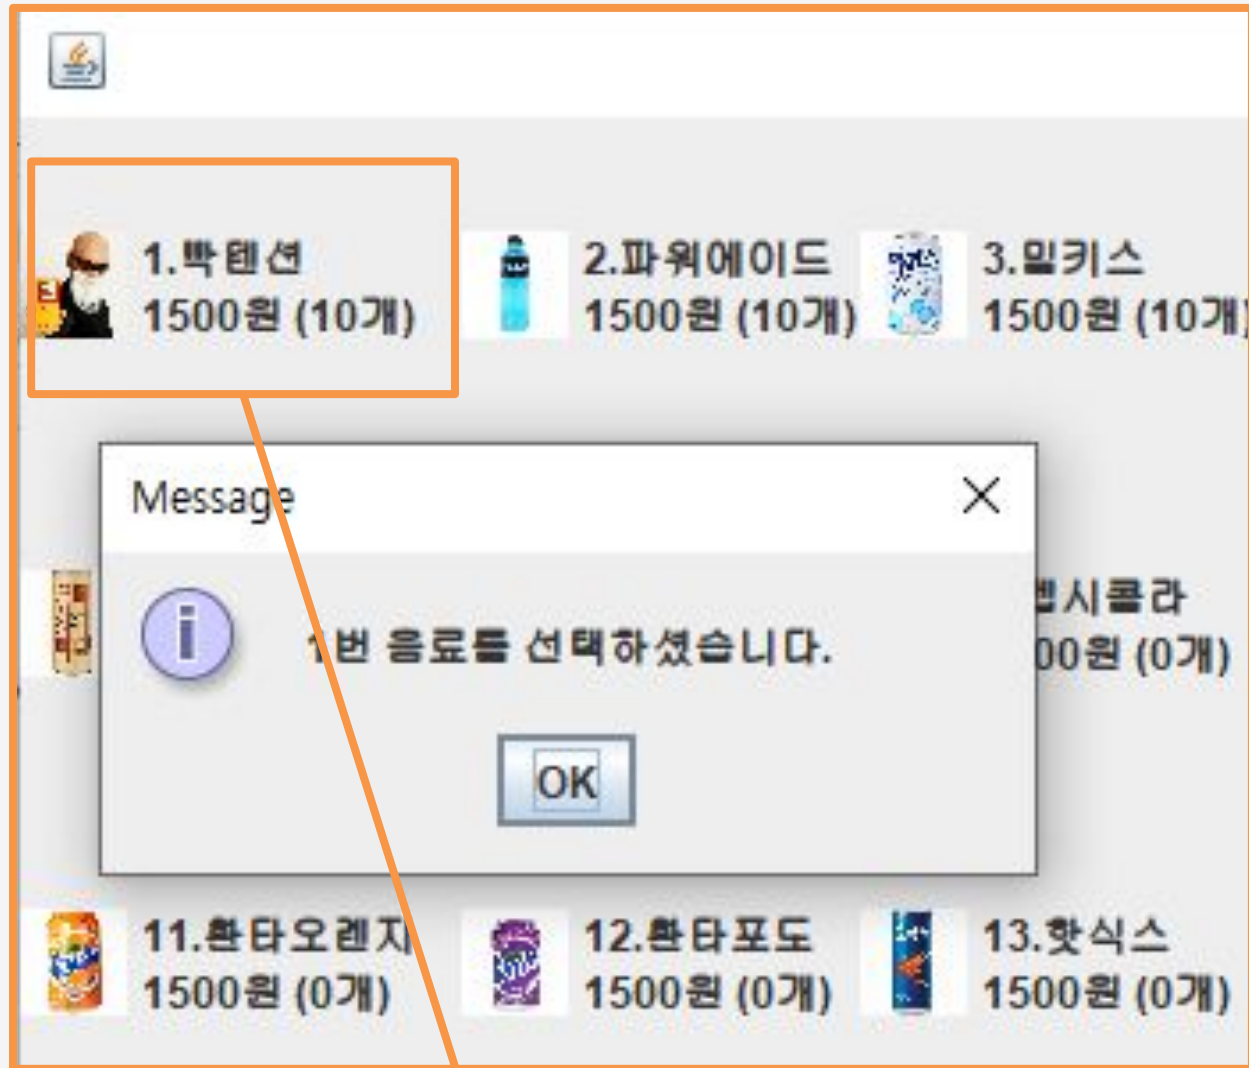 1.빡텐션
1500원 (10개)
2.파워에이드
1500원 (10개)
3.밀키스
1500원 (10개)
Message
1번 음료를 선택하셨습니다.
OK
펩시콜라
00원 (0개)
11.환타오렌지
1500원 (0개)
12.환타포도
1500원 (0개)
13.핫식스
1500원 (0개)